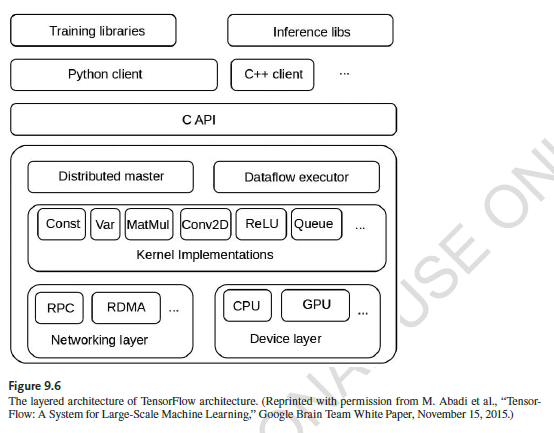 Training libraries Inference libs
Python client C++ client ...
C API
Distributed master Dataflow executor
Const Var MatMul Conv2D ReLU Queue ...
Kernel Implementations
RPC RDMA ... CPU GPU ...
Networking layer Device layer
Figure 9.6
The layered architecture of TensorFlow architecture. (Reprinted with permission from M. Abadi et al., “Tensor-
Flow: A System for Large-Scale Machine Learning,” Google Brain Team White Paper, November 15, 2015.)
USE ON